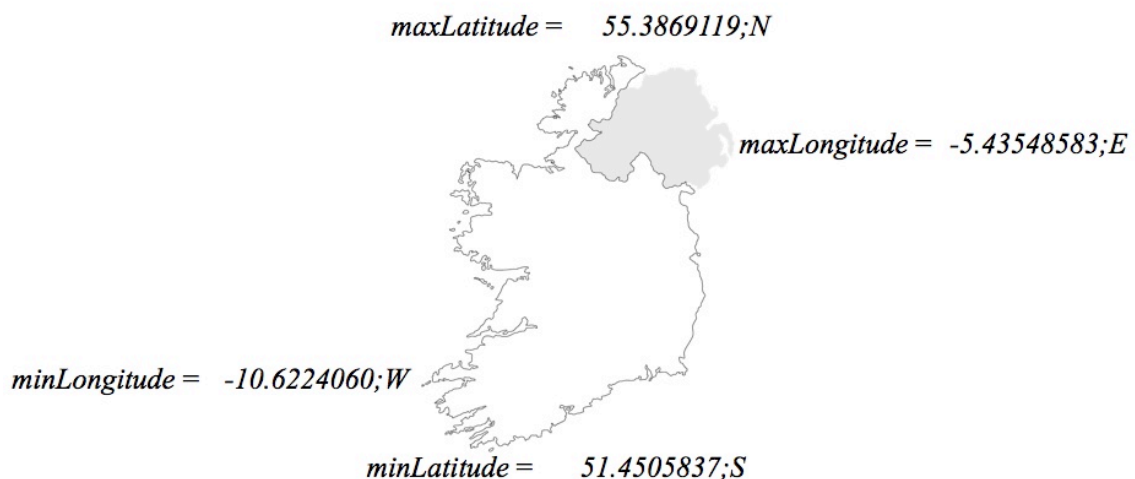 maxLatitude = 55.3869119;N
maxLongitude = -5.43548583;E
minLongitude = -10.6224060;W
minLatitude = 51.4505837;S